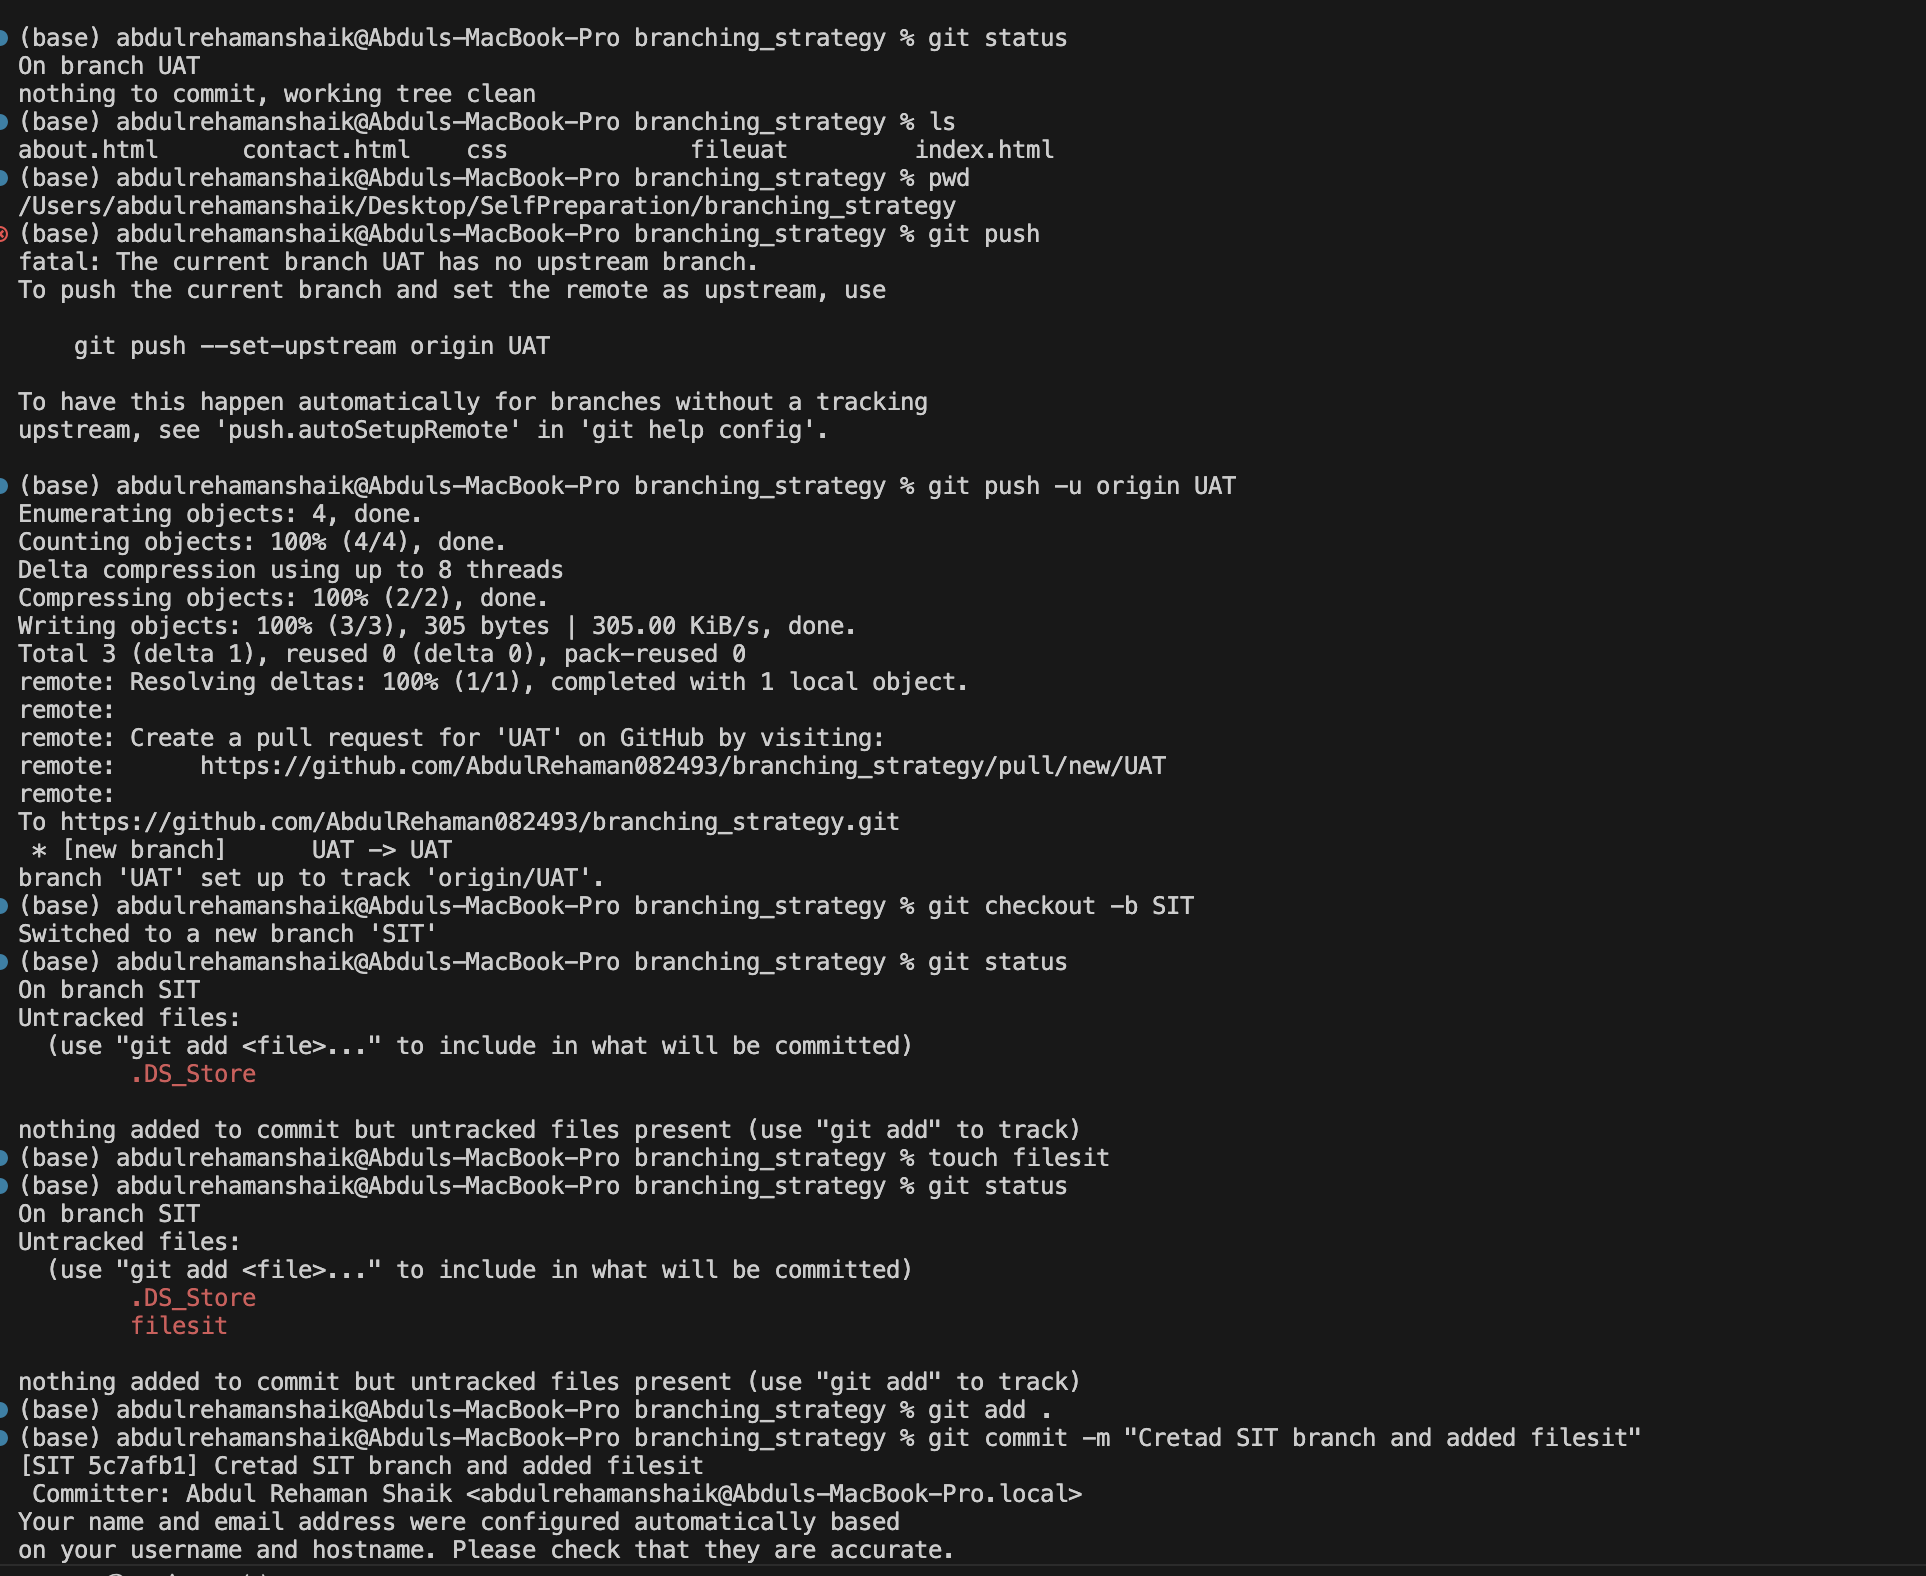 (base) abdulrehamanshaik@Abduls-MacBook-Pro branching_strategy % git status
On branch UAT
nothing to commit, working tree clean
(base) abdulrehamanshaik@Abduls-MacBook-Pro branching_strategy % ls
about.html      contact.html    css             fileuat         index.html
(base) abdulrehamanshaik@Abduls-MacBook-Pro branching_strategy % pwd
/Users/abdulrehamanshaik/Desktop/SelfPreparation/branching_strategy
(base) abdulrehamanshaik@Abduls-MacBook-Pro branching_strategy % git push
fatal: The current branch UAT has no upstream branch.
To push the current branch and set the remote as upstream, use
    git push --set-upstream origin UAT
To have this happen automatically for branches without a tracking
upstream, see 'push.autoSetupRemote' in 'git help config'.
(base) abdulrehamanshaik@Abduls-MacBook-Pro branching_strategy % git push -u origin UAT
Enumerating objects: 4, done.
Counting objects: 100% (4/4), done.
Delta compression using up to 8 threads
Compressing objects: 100% (2/2), done.
Writing objects: 100% (3/3), 305 bytes | 305.00 KiB/s, done.
Total 3 (delta 1), reused 0 (delta 0), pack-reused 0
remote: Resolving deltas: 100% (1/1), completed with 1 local object.
remote:
remote: Create a pull request for 'UAT' on GitHub by visiting:
remote:      https://github.com/AbdulRehaman082493/branching_strategy/pull/new/UAT
remote:
To https://github.com/AbdulRehaman082493/branching_strategy.git
 * [new branch]      UAT -> UAT
branch 'UAT' set up to track 'origin/UAT'.
(base) abdulrehamanshaik@Abduls-MacBook-Pro branching_strategy % git checkout -b SIT
Switched to a new branch 'SIT'
(base) abdulrehamanshaik@Abduls-MacBook-Pro branching_strategy % git status
On branch SIT
Untracked files:
  (use "git add <file>..." to include in what will be committed)
        .DS_Store
nothing added to commit but untracked files present (use "git add" to track)
(base) abdulrehamanshaik@Abduls-MacBook-Pro branching_strategy % touch filesit
(base) abdulrehamanshaik@Abduls-MacBook-Pro branching_strategy % git status
On branch SIT
Untracked files:
  (use "git add <file>..." to include in what will be committed)
        .DS_Store
        filesit
nothing added to commit but untracked files present (use "git add" to track)
(base) abdulrehamanshaik@Abduls-MacBook-Pro branching_strategy % git add .
(base) abdulrehamanshaik@Abduls-MacBook-Pro branching_strategy % git commit -m "Cretad SIT branch and added filesit"
[SIT 5c7afb1] Cretad SIT branch and added filesit
 Committer: Abdul Rehaman Shaik <abdulrehamanshaik@Abduls-MacBook-Pro.local>
Your name and email address were configured automatically based
on your username and hostname. Please check that they are accurate.